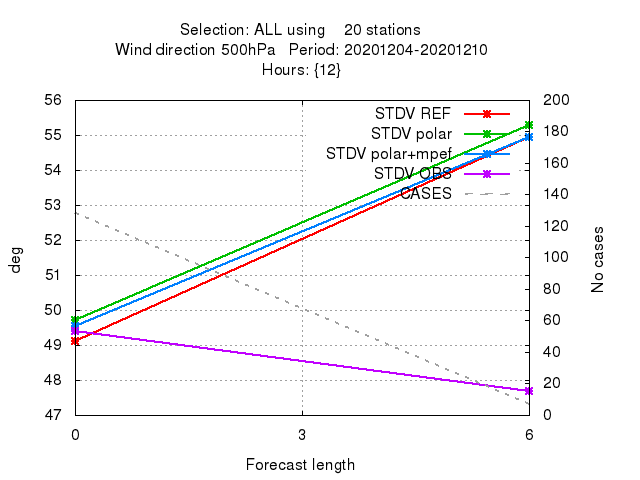 Selection: ALL using    20 stations
Wind direction 500hPa   Period: 20201204-20201210
Hours: {12}
56
55
54
53
52
51
50
49
48
47
200
180
160
140
120
100
80
60
40
20
0
STDV REF
STDV polar
STDV polar+mpef
STDV OBS
CASES
deg
No cases
0
3
6
Forecast length